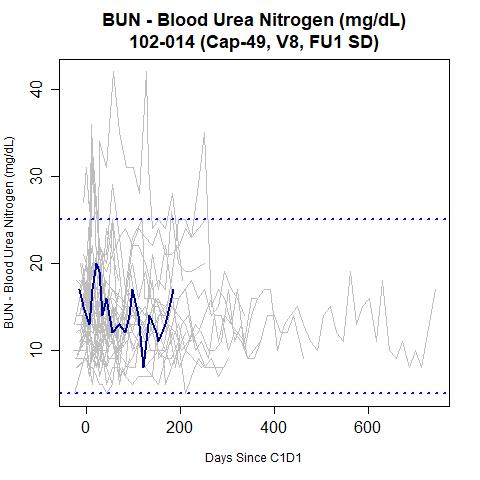 BUN - Blood Urea Nitrogen (mg/dL)
102-014 (Cap-49, V8, FU1 SD)
BUN - Blood Urea Nitrogen (mg/dL)
40
30
20
10
0
200
400
600
Days Since C1D1